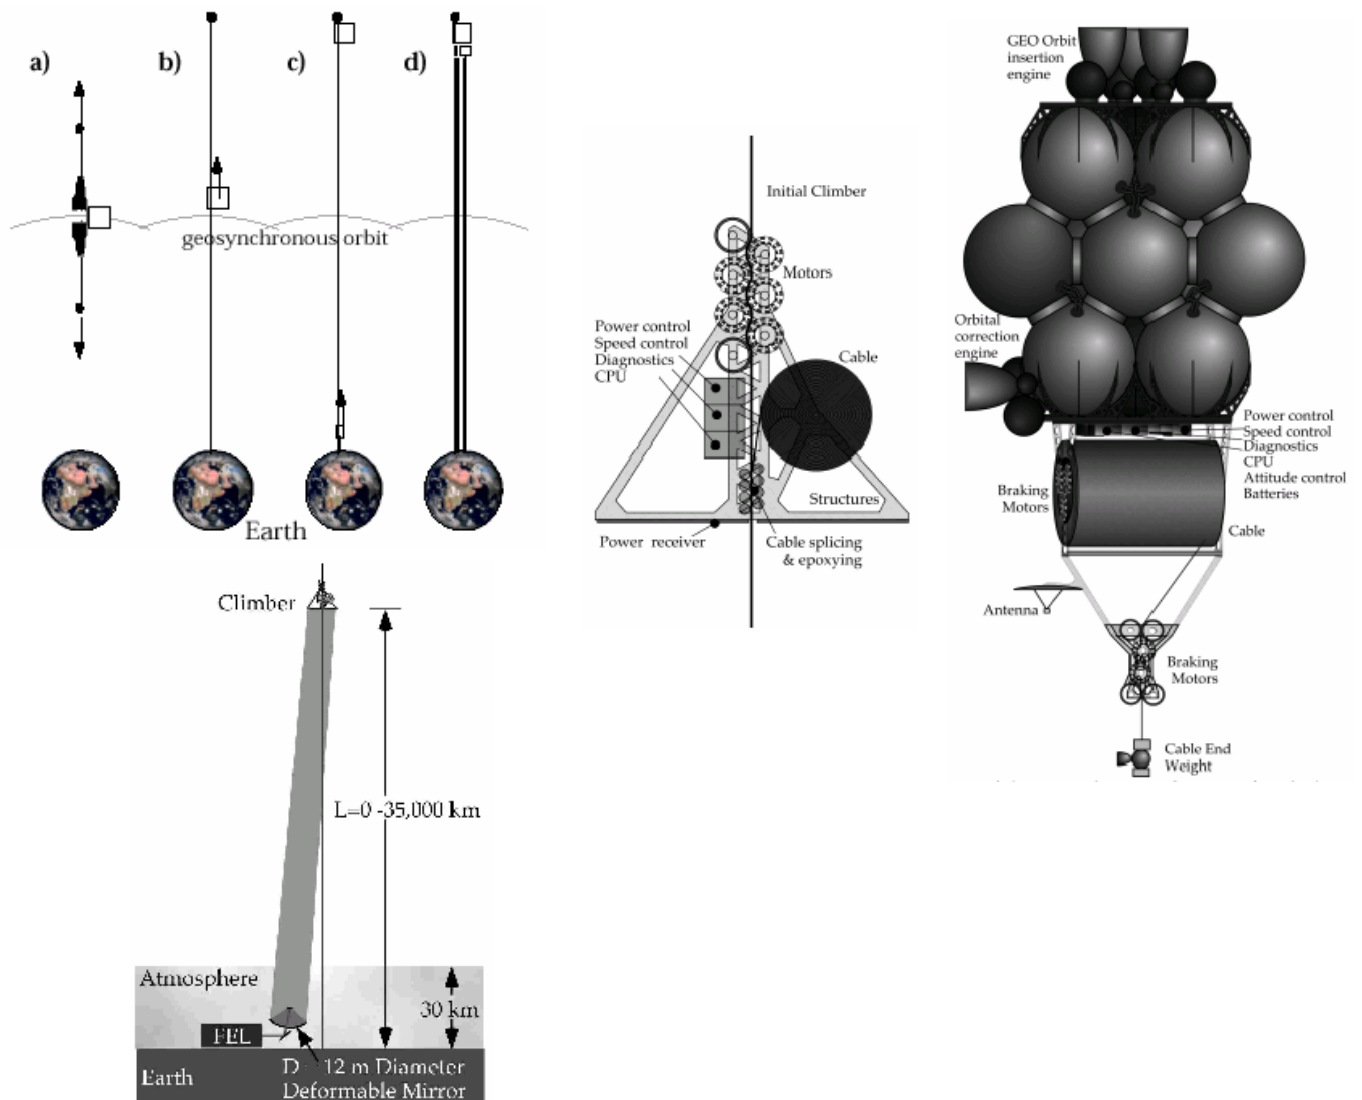 a)
b)
c)
d)
geosynchronous orbit
Earth
Initial Climber
Motors
Power control
Speed control
Diagnostics
CPU
Cable
Structures
Power receiver
Cable splicing
& epoxying
GEO Orbit
insertion
engine
Orbital
correction
engine
Power control
Speed control
Diagnostics
CPU
Attitude control
Batteries
Braking
Motors
Cable
Antenna
Braking
Motors
Cable End
Weight
Climber
L=0 -35,000 km
Atmosphere
30 km
FEL
Earth
D 12 m Diameter
Deformable Mirror